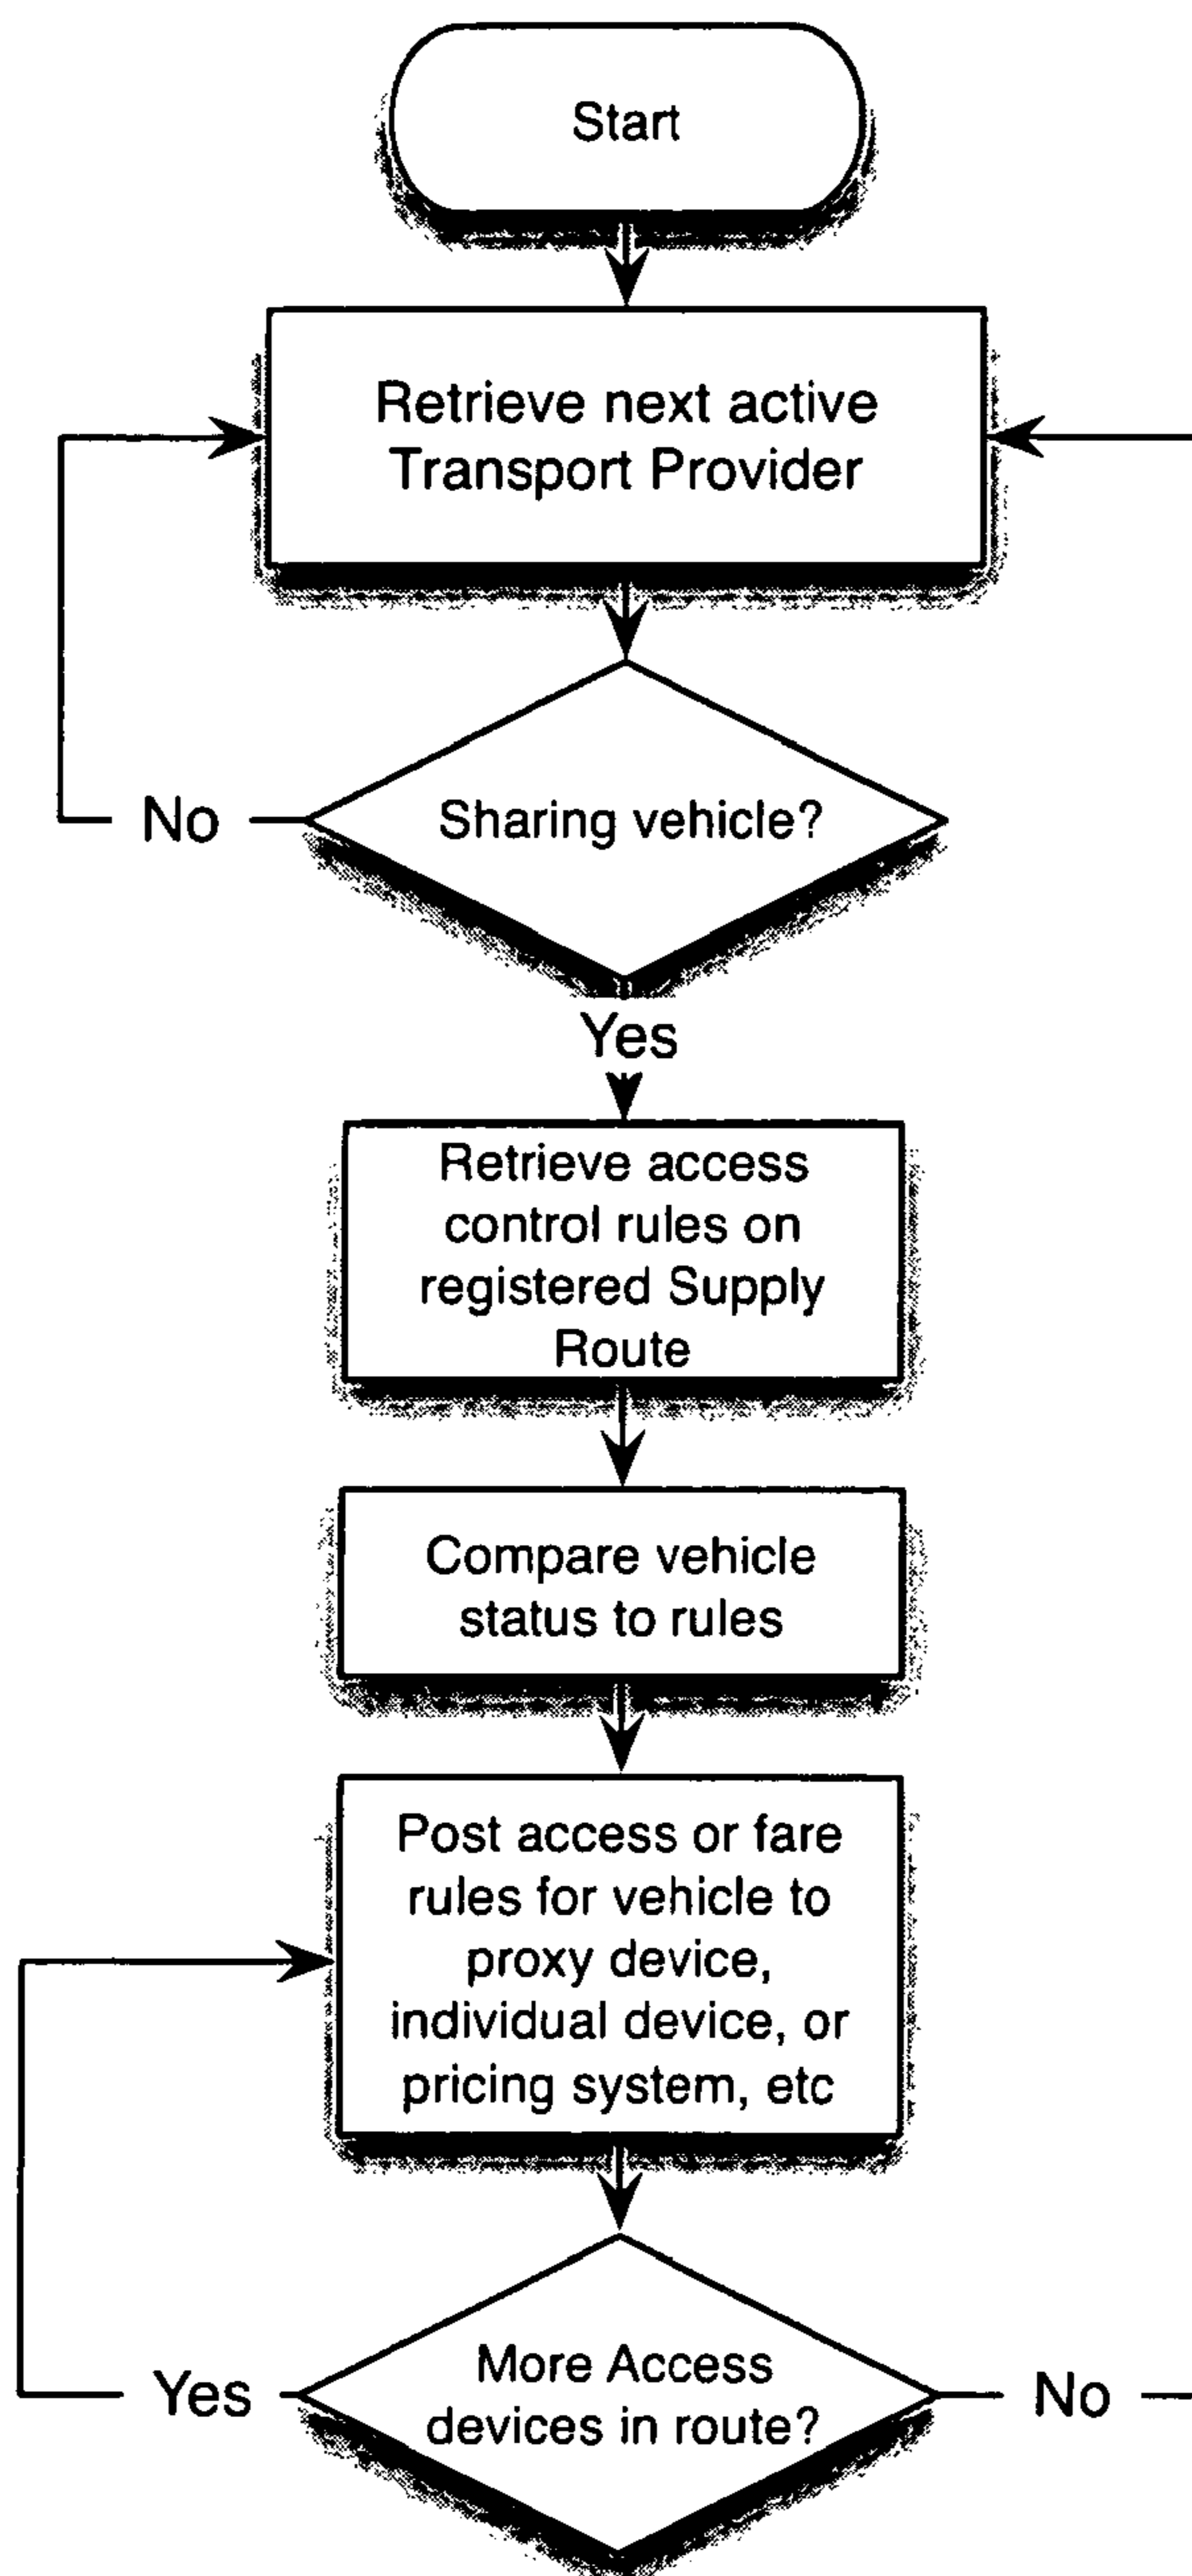 Start
Retrieve next active
Transport Provider
Sharing vehicle?
No
Yes
Retrieve access
control rules on
registered Supply
Route
Compare vehicle
status to rules
Post access or fare
rules for vehicle to
proxy device,
individual device, or
pricing system, etc
More Access
devices in route?
Yes
No